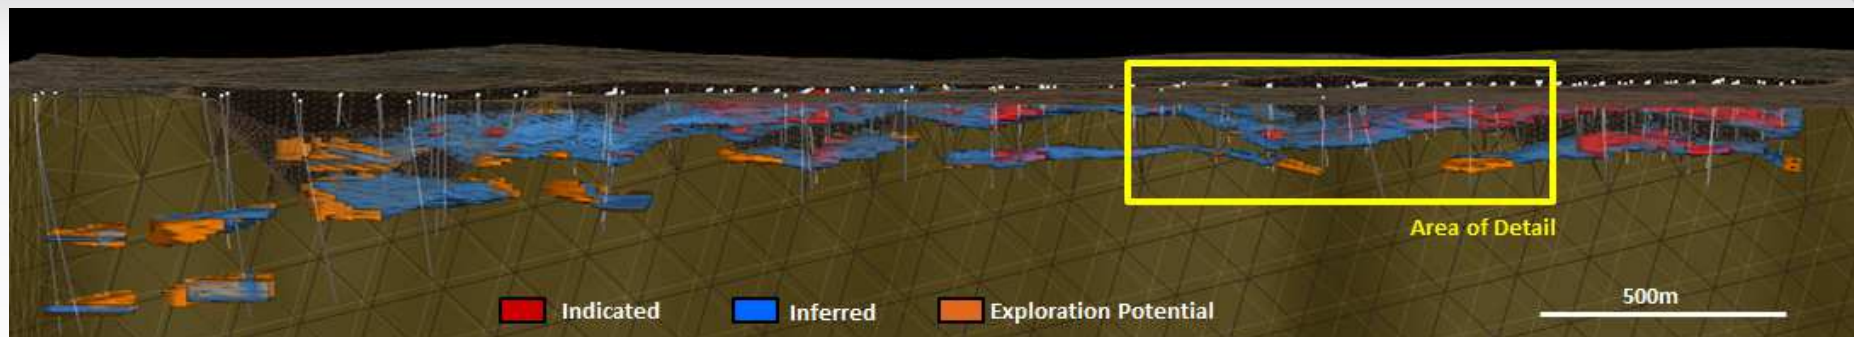 Area of Detail
500m
Indicated
Inferred
Exploration Potential